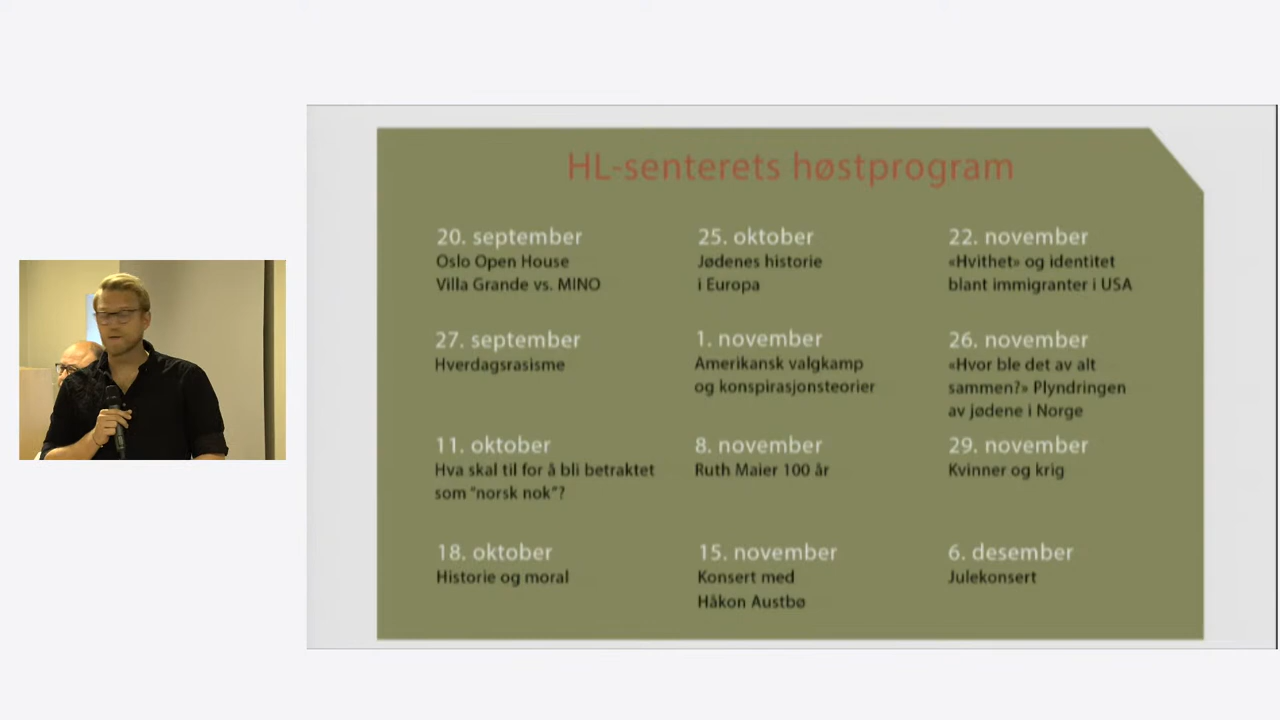 HL-senterets høstprogram
20. september
Oslo Open House
Villa Grande vs. MINO
27. september
Hverdagsrasisme
11. oktober
Hva skal til for å bli betraktet
som "norsk nok"?
18. oktober
Historie og moral
25. oktober
Jødenes historie
i Europa
1. november
Amerikansk valgkamp
og konspirasjonsteorier
8. november
Ruth Maier 100 år
15. november
Konsert med
Håkon Austbø
22. november
«Hvithet» og identitet
blant immigranter i USA
26. november
«Hvor ble det av alt
sammen?» Plyndringen
av jødene i Norge
29. november
Kvinner og krig
6. desember
Julekonsert